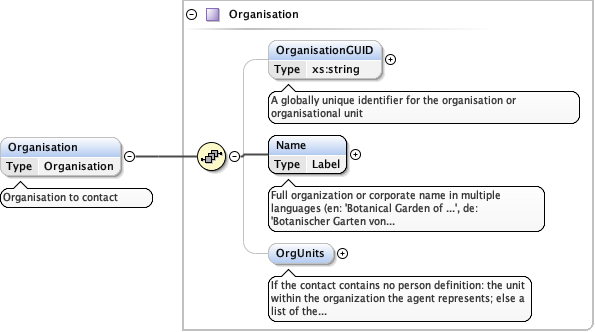 Organisation
OrganisationGUID
Type xs:string
A globally unique identifier for the organisation or
organisational unit
Organisation
Type Organisation
Organisation to contact
Name
Type Label
Full organization or corporate name in multiple
languages (en: 'Botanical Garden of ...', de:
'Botanischer Garten von...
OrgUnits
If the contact contains no person definition: the unit
within the organization the agent represents; else a
list of the...